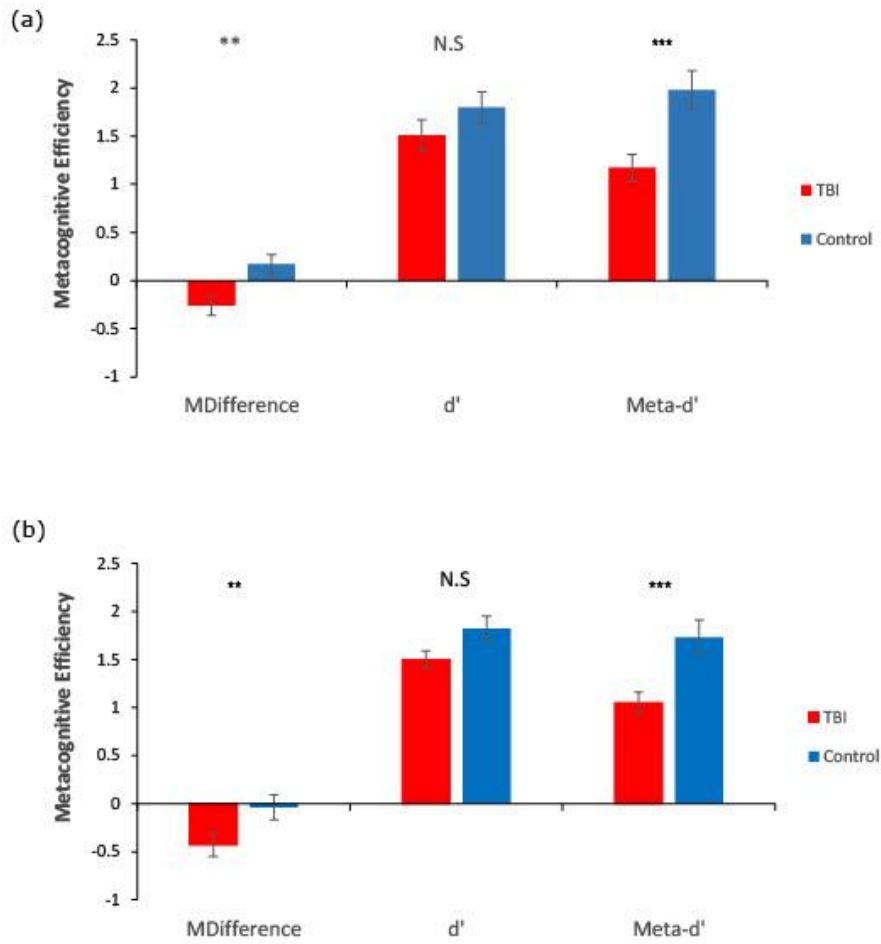 (a)
2.5
2
1.5
1
0.5
0
-0.5
-1
Metacognitive Efficiency
** N.S ***
TBI
Control
MDifference d' Meta-d'
(b)
2.5
2
1.5
1
0.5
0
-0.5
-1
Metacognitive Efficiency
** N.S ***
TBI
Control
MDifference d' Meta-d'